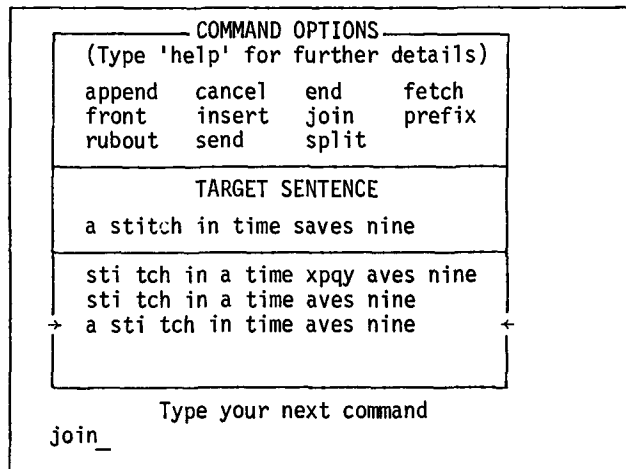 COMMAND OPTIONS
(Type 'help' for further details)
append cancel end fetch
front insert join prefix
rubout send split
TARGET SENTENCE
a stitch in time saves nine
sti tch in a time xpqy aves nine
sti tch in time aves nine
→ a sti tch in time aves nine ←
Type your next command
join_